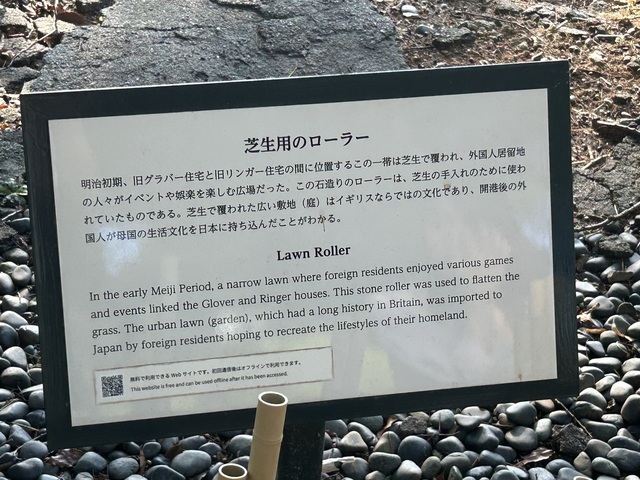 芝生用のローラー
明治初期、旧グラバー住宅と旧リンガー住宅の間に位置するこの一帯は芝生で覆われ、外国人居留地
の人々がイベントや娯楽を楽しむ広場だった。この石造りのローラーは、芝生の手入れのために使わ
れていたものである。芝生で覆われた広い敷地（庭）はイギリスならではの文化であり、開港後の外
国人が母国の生活文化を日本に持ち込んだことがわかる。
Lawn Roller
In the early Meiji Period, a narrow lawn where foreign residents enjoyed various games
and events linked the Glover and Ringer houses. This stone roller was used to flatten the
grass. The urban lawn (garden), which had a long history in Britain, was imported to
Japan by foreign residents hoping to recreate the lifestyles of their homeland.
無料で利用できる Web サイトです。初回通信後はオフラインで利用できます。
This website is free and can be used offline after it has been accessed.